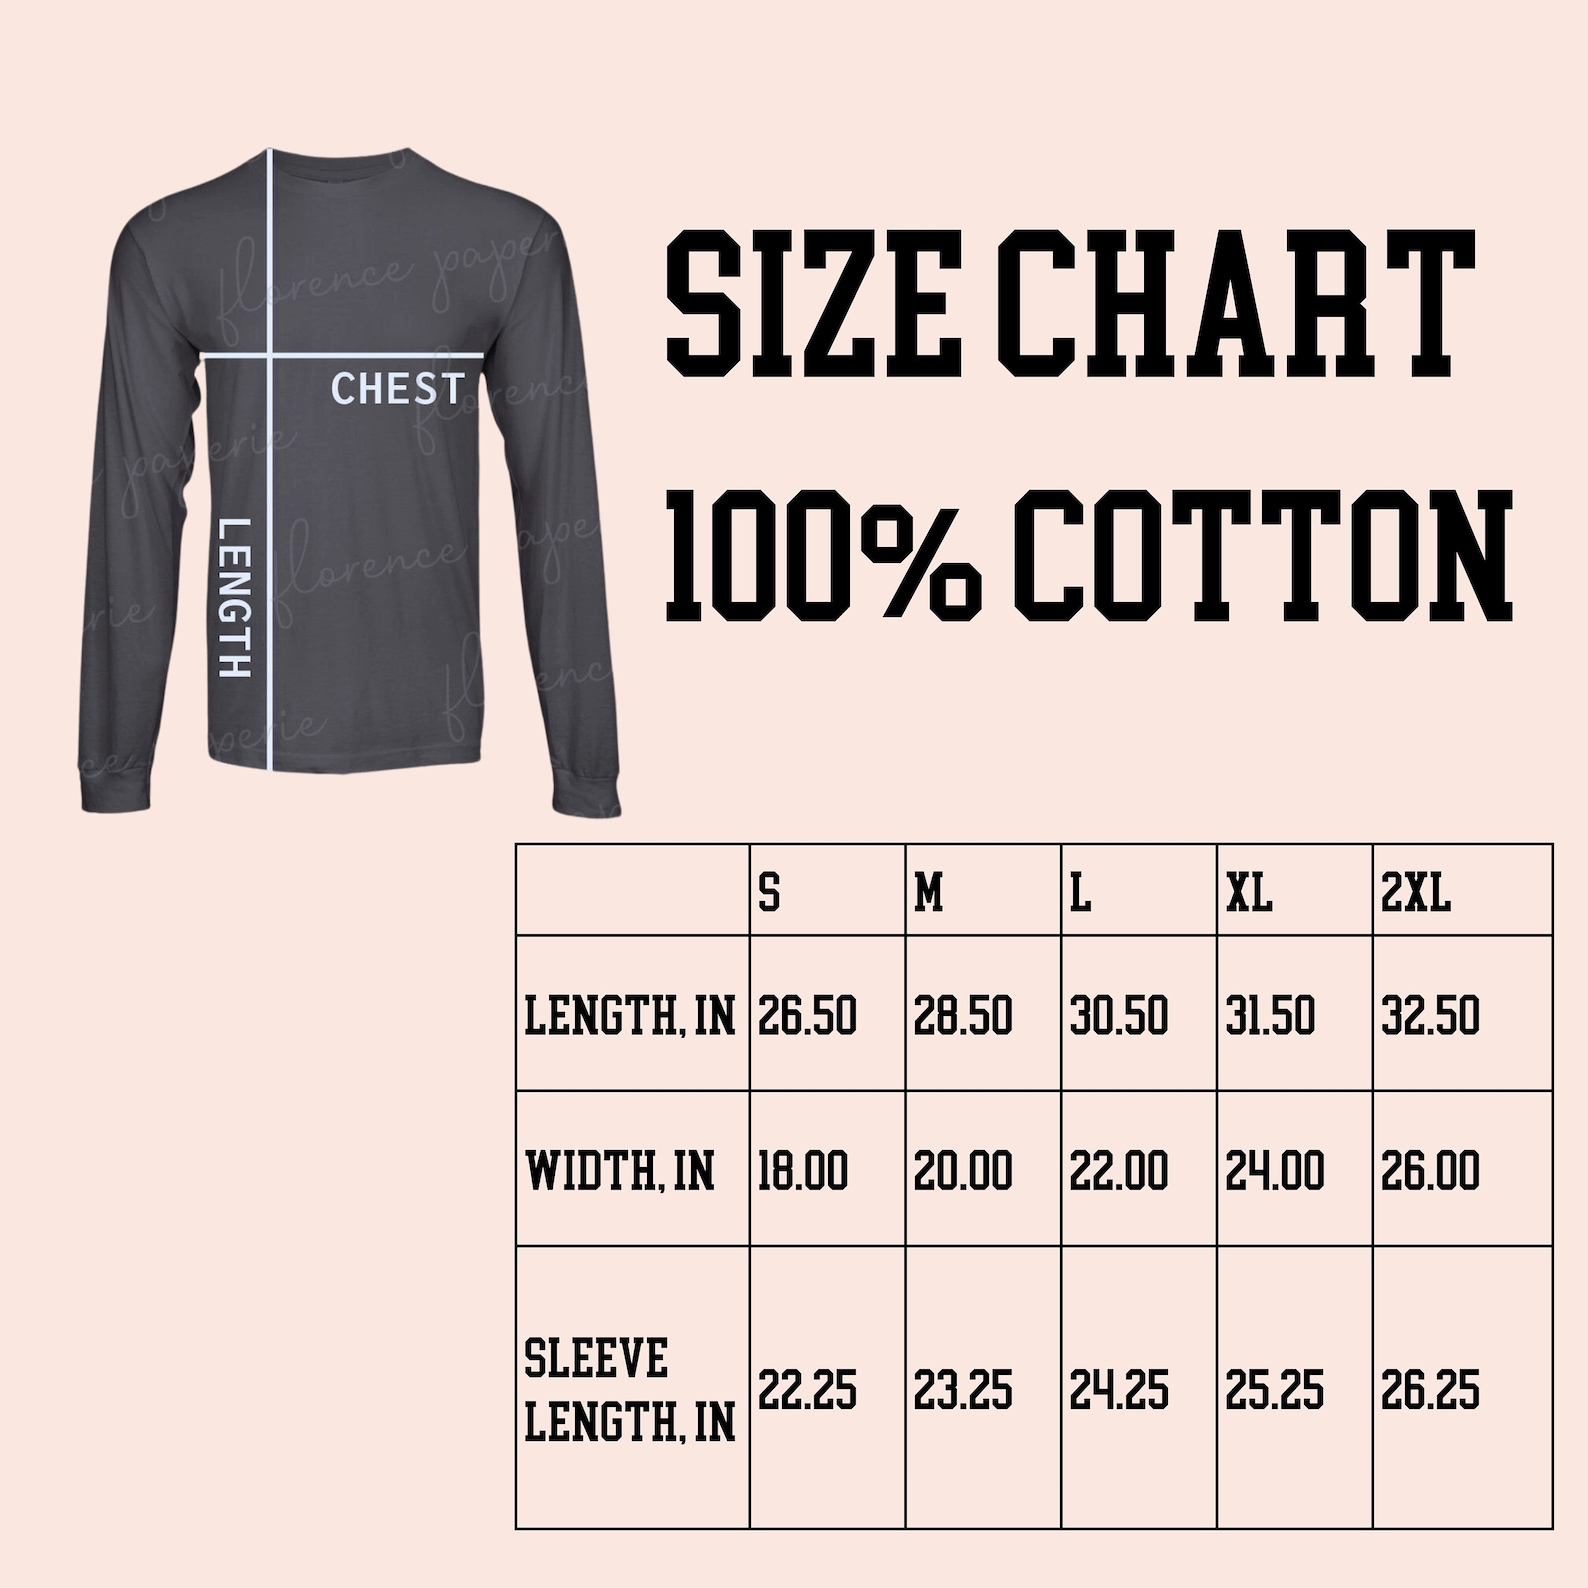 SIZE CHART
100% COTTON
CHEST
LENGTH
florence paperie
florence paperie
S M L XL 2XL
LENGTH, IN 26.50 28.50 30.50 31.50 32.50
WIDTH, IN 18.00 20.00 22.00 24.00 26.00
SLEEVE
LENGTH, IN 22.25 23.25 24.25 25.25 26.25